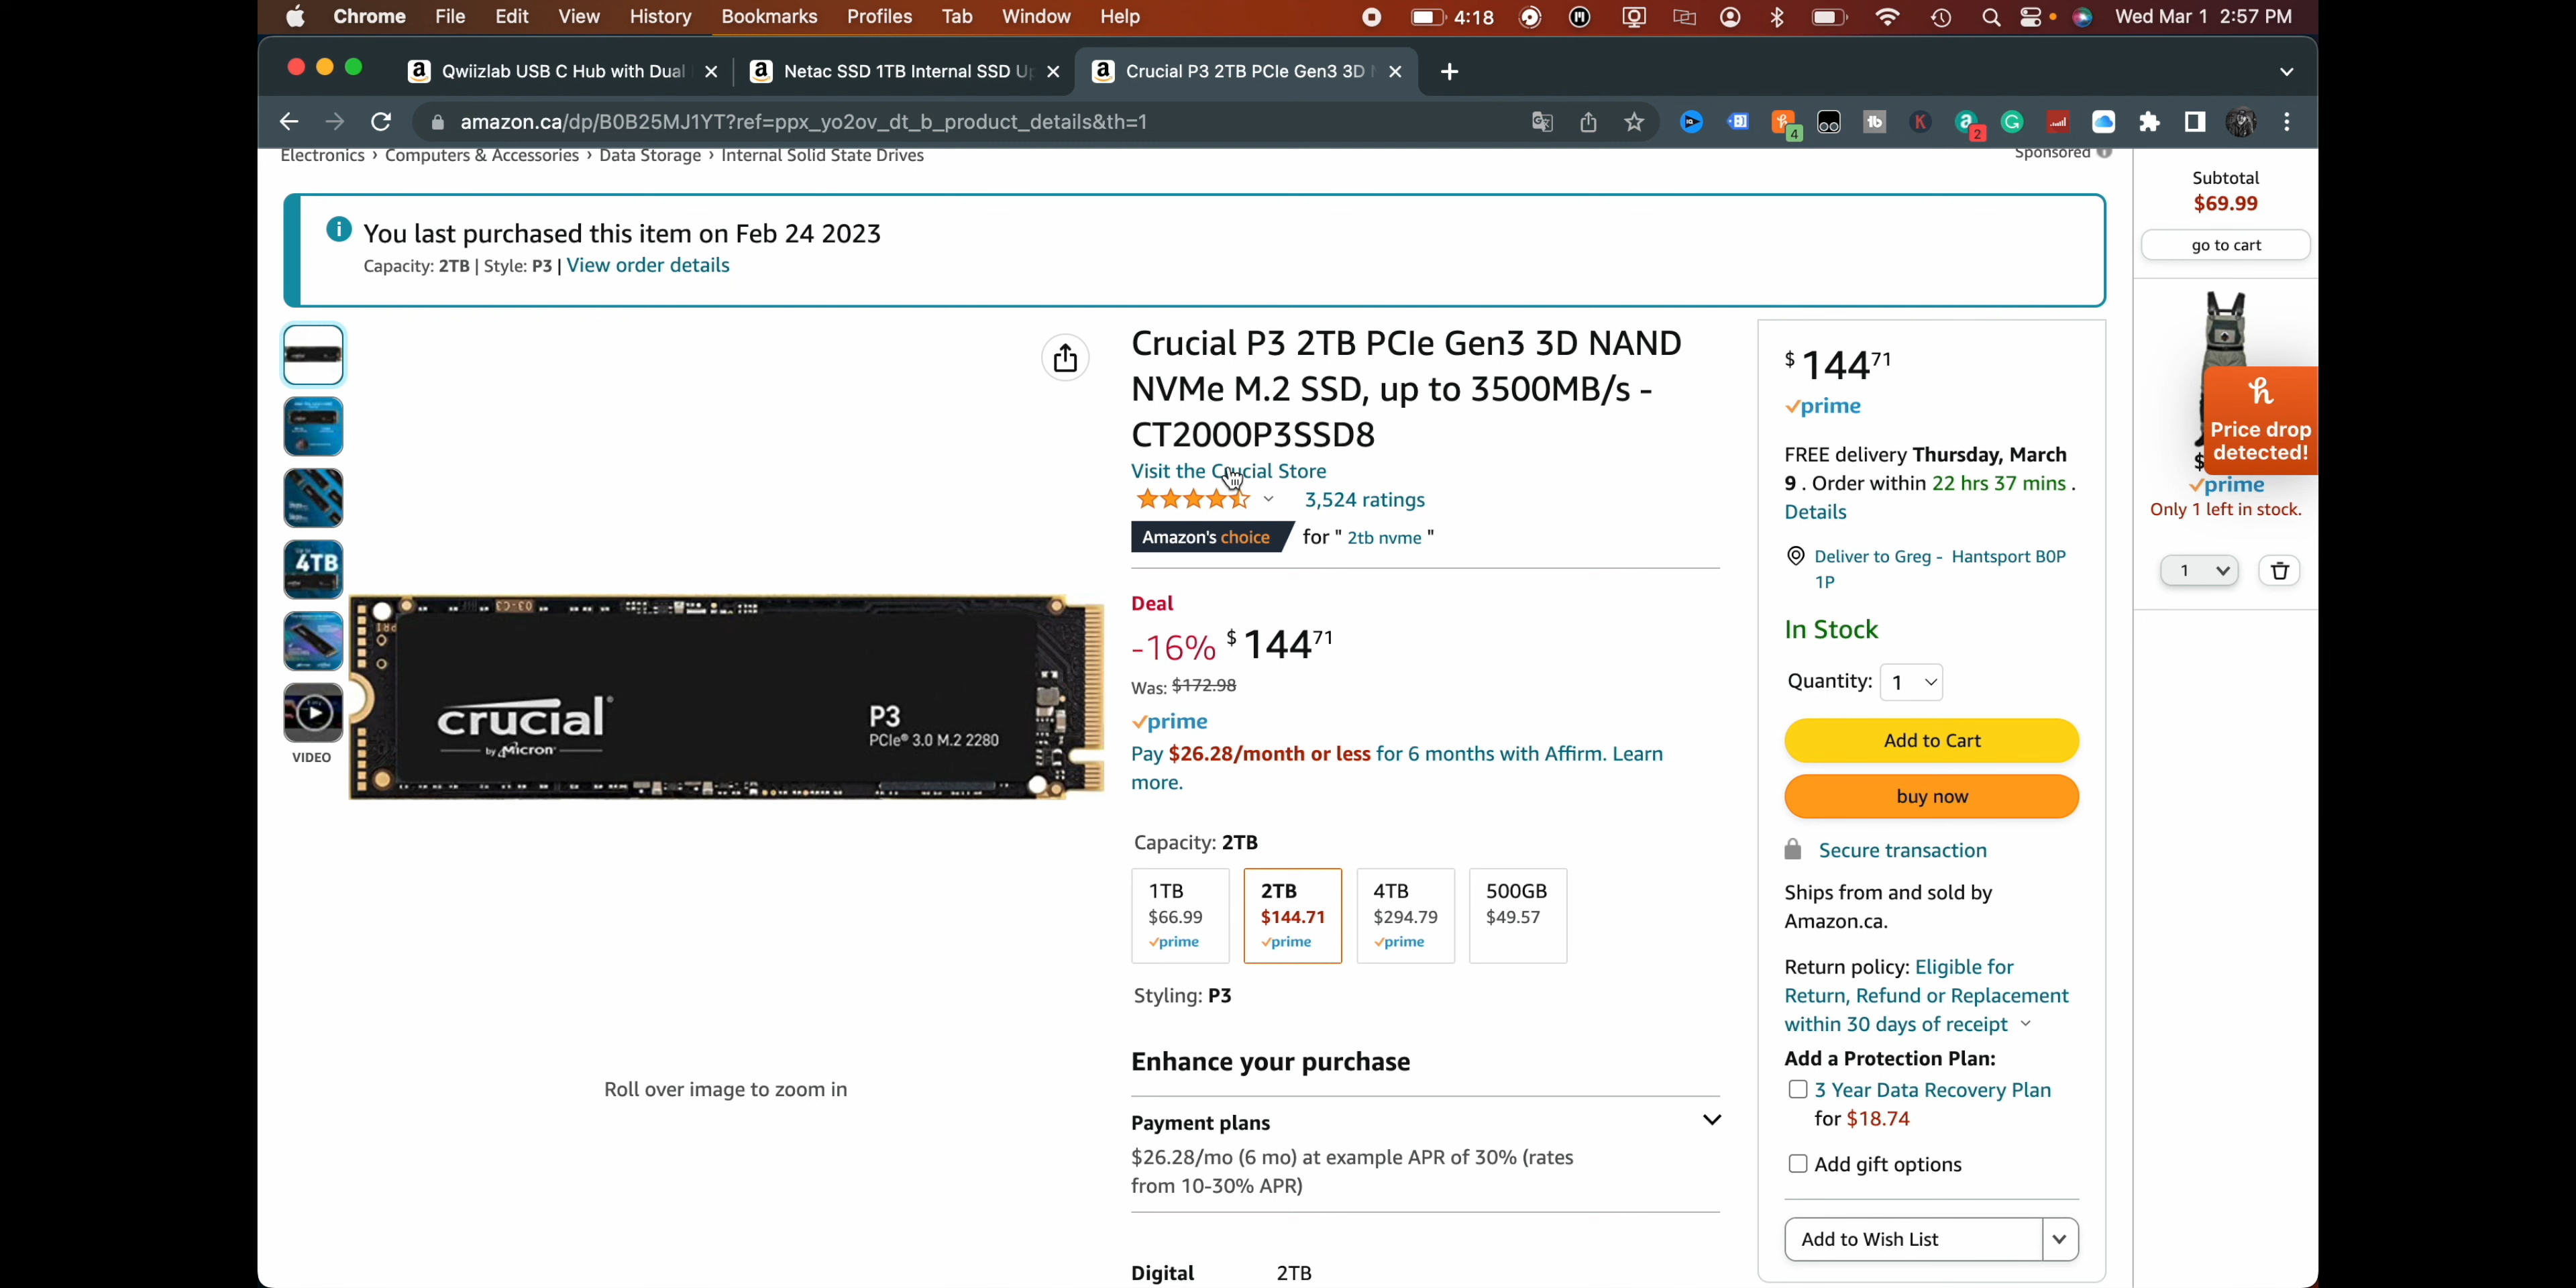 Chrome File Edit View History Bookmarks Profiles Tab Window Help 4:18 Wed Mar 1 2:57 PM
Qwiizlab USB C Hub with Dual Netac SSD 1TB Internal SSD Up Crucial P3 2TB PCIe Gen3 3D
amazon.ca/dp/B0B25MJ1YT?ref=ppx_yo2ov_dt_b_product_details&th=1
Electronics › Computers & Accessories › Data Storage › Internal Solid State Drives
Sponsored
You last purchased this item on Feb 24 2023
Capacity: 2TB | Style: P3 | View order details
4TB
VIDEO
crucial
by Micron
P3
PCIe® 3.0 M.2 2280
Roll over image to zoom in
Crucial P3 2TB PCIe Gen3 3D NAND
NVMe M.2 SSD, up to 3500MB/s -
CT2000P3SSD8
Visit the Crucial Store
3,524 ratings
Amazon's choice for " 2tb nvme "
Deal
-16% $144.71
Was: $172.98
prime
Pay $26.28/month or less for 6 months with Affirm. Learn
more.
Capacity: 2TB
1TB 2TB 4TB 500GB
$66.99 $144.71 $294.79 $49.57
prime prime prime
Styling: P3
Enhance your purchase
Payment plans
$26.28/mo (6 mo) at example APR of 30% (rates
from 10-30% APR)
Digital 2TB
$144.71
prime
FREE delivery Thursday, March
9 . Order within 22 hrs 37 mins .
Details
Deliver to Greg - Hantsport B0P
1P
In Stock
Quantity: 1
Add to Cart
buy now
Secure transaction
Ships from and sold by
Amazon.ca.
Return policy: Eligible for
Return, Refund or Replacement
within 30 days of receipt
Add a Protection Plan:
3 Year Data Recovery Plan
for $18.74
Add gift options
Add to Wish List
Subtotal
$69.99
go to cart
Price drop
detected!
prime
Only 1 left in stock.
1